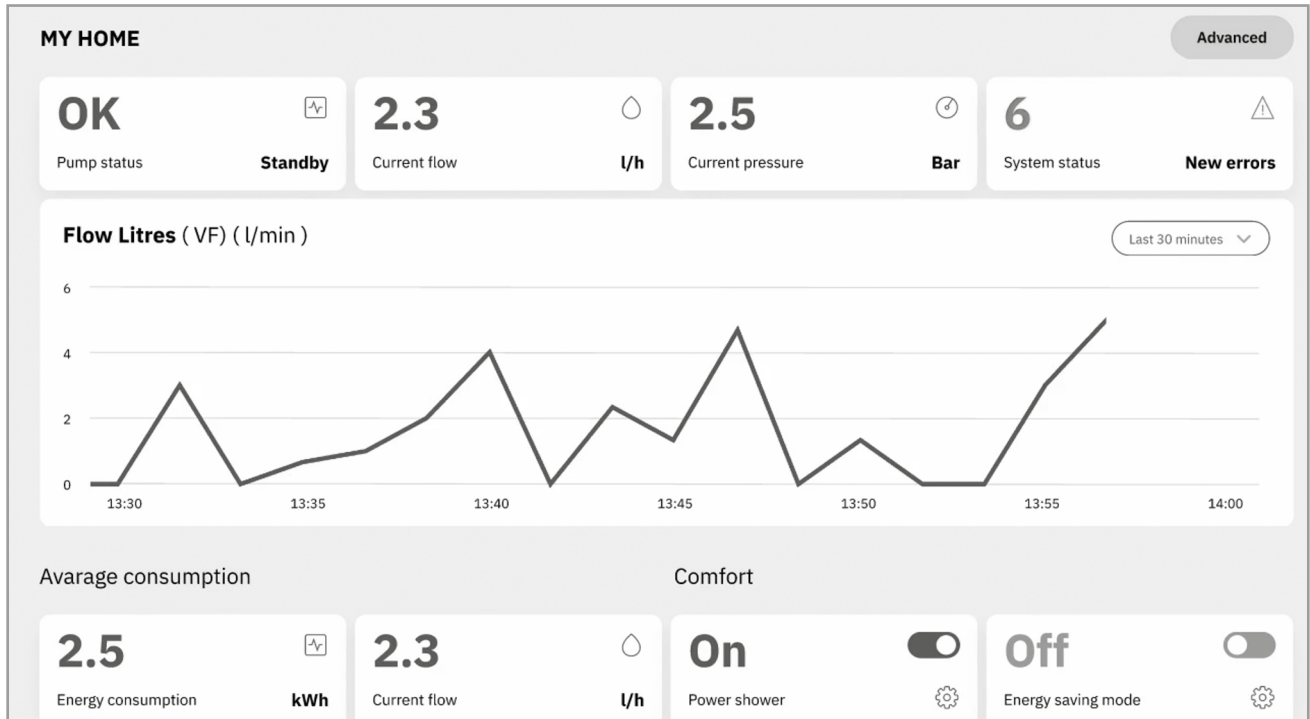 MY HOME
Advanced
OK
Pump status
Standby
2.3
Current flow
l/h
2.5
Current pressure
Bar
6
System status
New errors
Flow Litres ( VF) ( l/min )
Last 30 minutes
6
4
2
0
13:30
13:35
13:40
13:45
13:50
13:55
14:00
Avarage consumption
Comfort
2.5
Energy consumption
kWh
2.3
Current flow
l/h
On
Power shower
Off
Energy saving mode